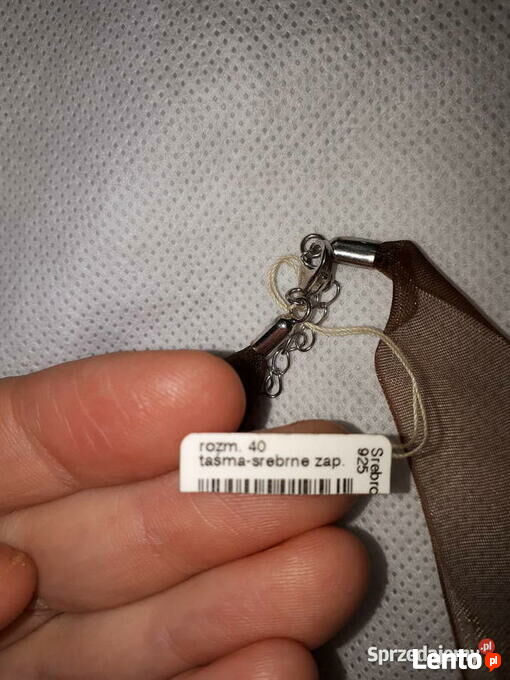 rozm. 40
taśma-srebrne zap.
Srebro
925
Sprzedajemy.pl
Lento.pl